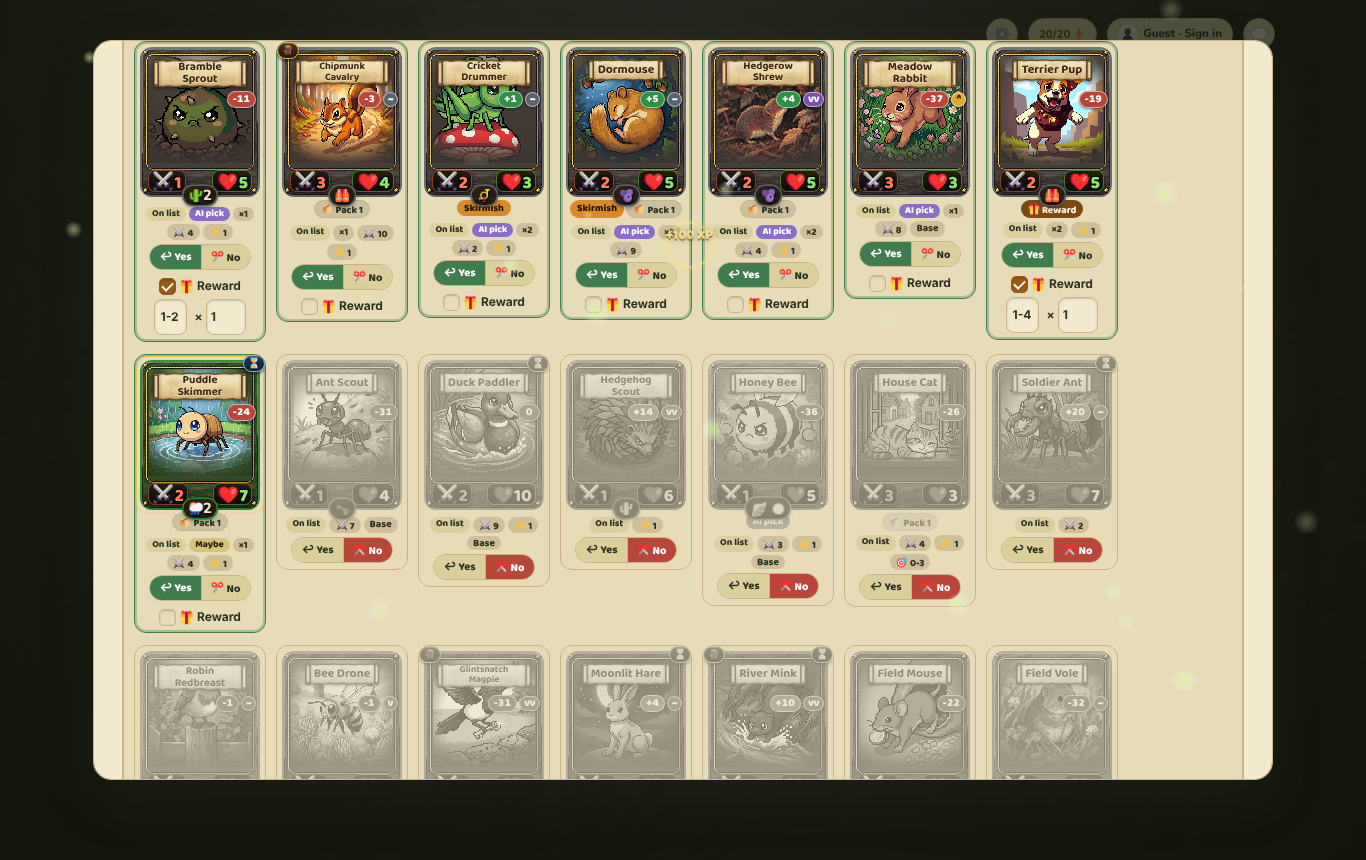 20/20
Guest · Sign in
Bramble Sprout
-11
1
5
2
On list AI pick ×1
4 1
Yes No
Reward
1-2 × 1
Chipmunk Cavalry
-3 –
3
4
Pack 1
On list ×1 10
1
Yes No
Reward
Cricket Drummer
+1 –
2
3
Skirmish
On list AI pick ×2
2 1
Yes No
Reward
Dormouse
+5 –
2
5
Skirmish Pack 1
On list AI pick
9
Yes No
Reward
+100 XP
Hedgerow Shrew
+4 vv
2
5
Pack 1
On list AI pick ×2
4 1
Yes No
Reward
Meadow Rabbit
-37 ^
3
3
On list AI pick ×1
8 Base
Yes No
Reward
Terrier Pup
-19
2
5
Reward
On list ×2 1
Yes No
Reward
1-4 × 1
Puddle Skimmer
-24
2
7
2
Pack 1
On list Maybe ×1
4 1
Yes No
Reward
Ant Scout
-31
1
4
On list 7 Base
Yes No
Duck Paddler
0
2
10
On list 9 1
Base
Yes No
Hedgehog Scout
+14 vv
1
6
On list 1
Yes No
Honey Bee
-36
1
5
AI pick
On list 3 1
Base
Yes No
House Cat
-26
3
3
Pack 1
On list 4 1
0-3
Yes No
Soldier Ant
+20 –
3
7
On list 2
Yes No
Robin Redbreast
-1 –
Bee Drone
-1 v
Glintsnatch Magpie
-31 vv
Moonlit Hare
+4 –
River Mink
+10 vv
Field Mouse
-22
Field Vole
-32 –